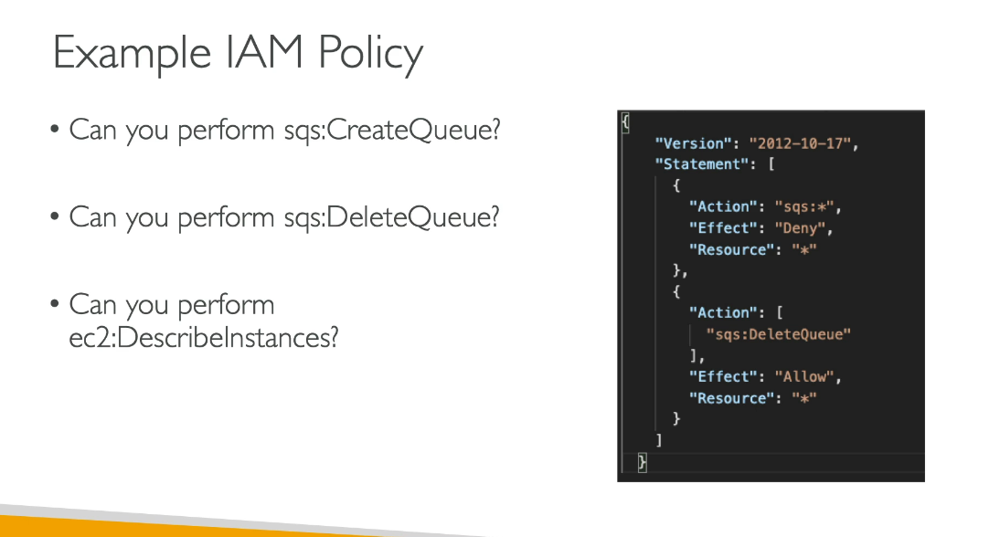 Example IAM Policy
• Can you perform sqs:CreateQueue?
• Can you perform sqs:DeleteQueue?
• Can you perform
ec2:DescribeInstances?
{
"Version": "2012-10-17",
"Statement": [
{
"Action": "sqs:*",
"Effect": "Deny",
"Resource": "*"
},
{
"Action": [
"sqs:DeleteQueue"
],
"Effect": "Allow",
"Resource": "*"
}
]
}